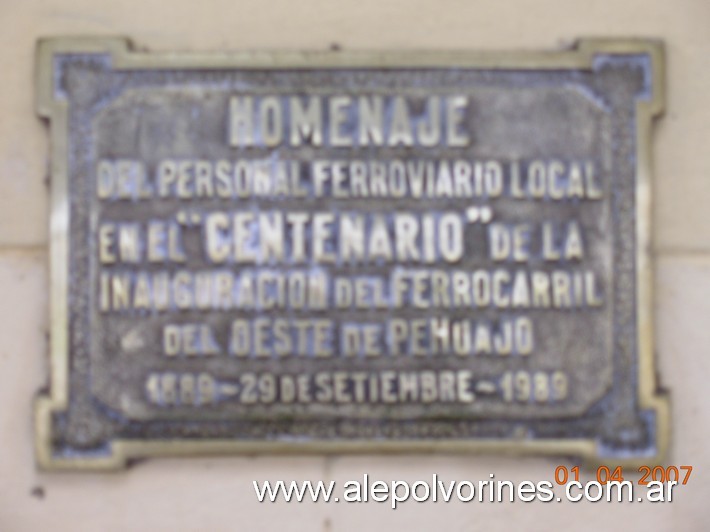 HOMENAJE
DEL PERSONAL FERROVIARIO LOCAL
EN EL "CENTENARIO" DE LA
INAUGURACION DEL FERROCARRIL
DEL OESTE DE PEHUAJO
1889~29 DE SETIEMBRE~1989
01 04 2007
www.alepolvorines.com.ar